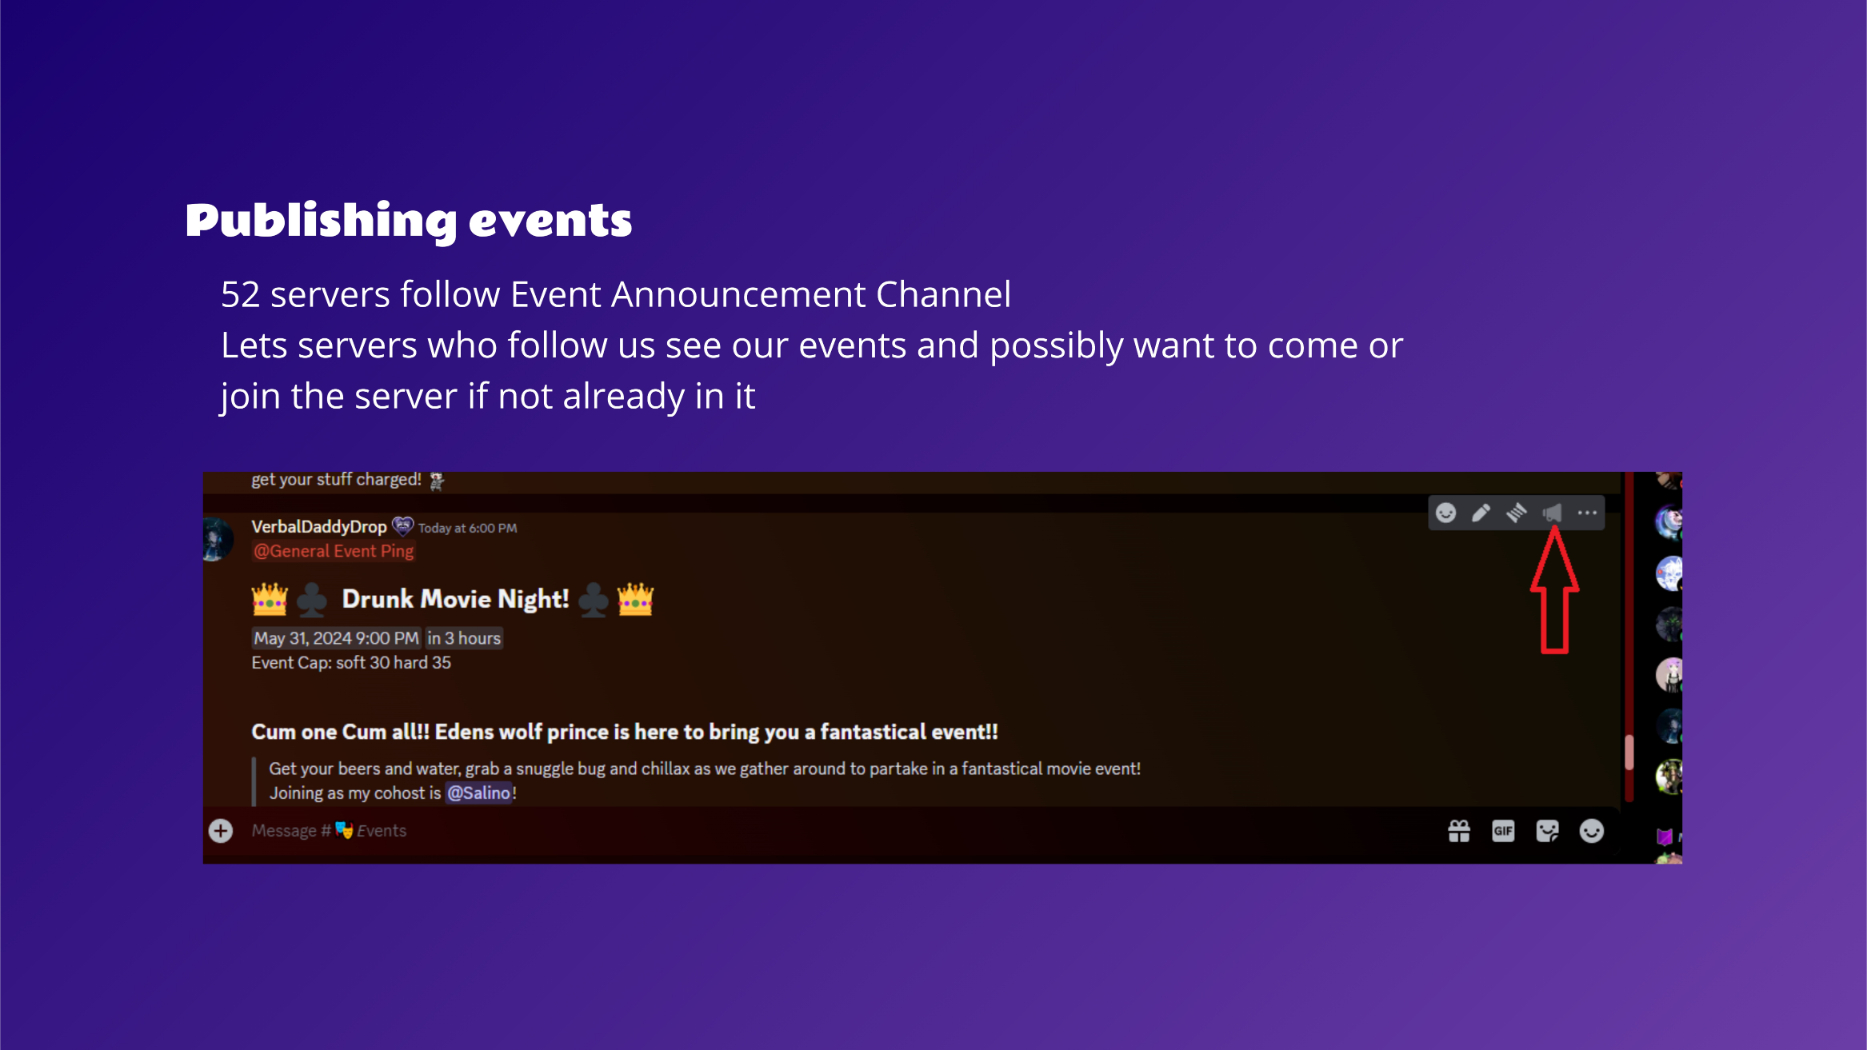 Publishing events
52 servers follow Event Announcement Channel
Lets servers who follow us see our events and possibly want to come or
join the server if not already in it
get your stuff charged!
VerbalDaddyDrop Today at 6:00 PM
@General Event Ping
Drunk Movie Night!
May 31, 2024 9:00 PM in 3 hours
Event Cap: soft 30 hard 35
Cum one Cum all!! Edens wolf prince is here to bring you a fantastical event!!
Get your beers and water, grab a snuggle bug and chillax as we gather around to partake in a fantastical movie event!
Joining as my cohost is @Salino!
Message # Events
GIF